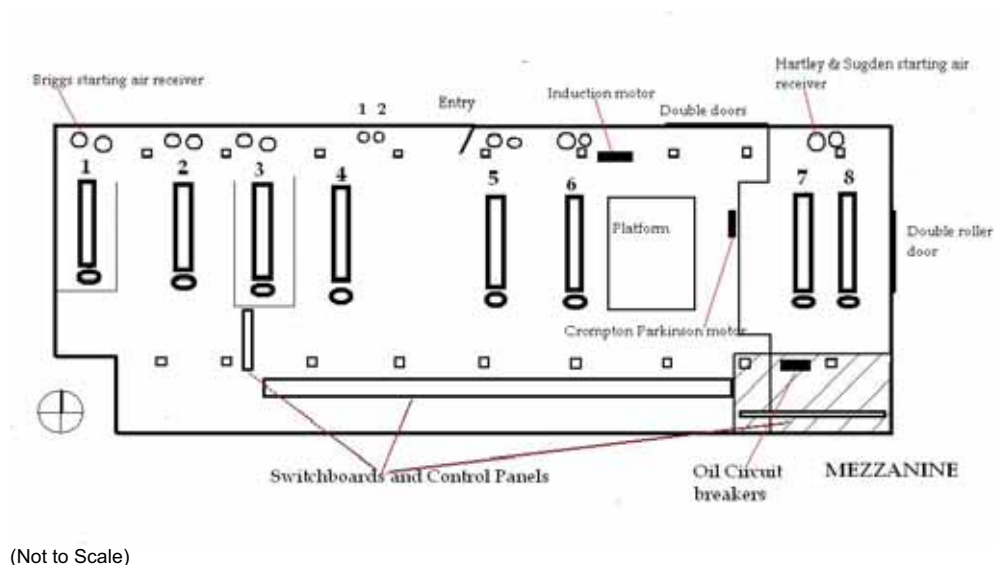 Hartley & Sugden starting air
receiver
Briggs starting air receiver
Induction motor
1 2
Entry
Double doors
1
2
3
4
5
6
7
8
Platform
Double roller
door
Crompton Parkinson motor
Switchboards and Control Panels
Oil Circuit
breakers
MEZZANINE
(Not to Scale)